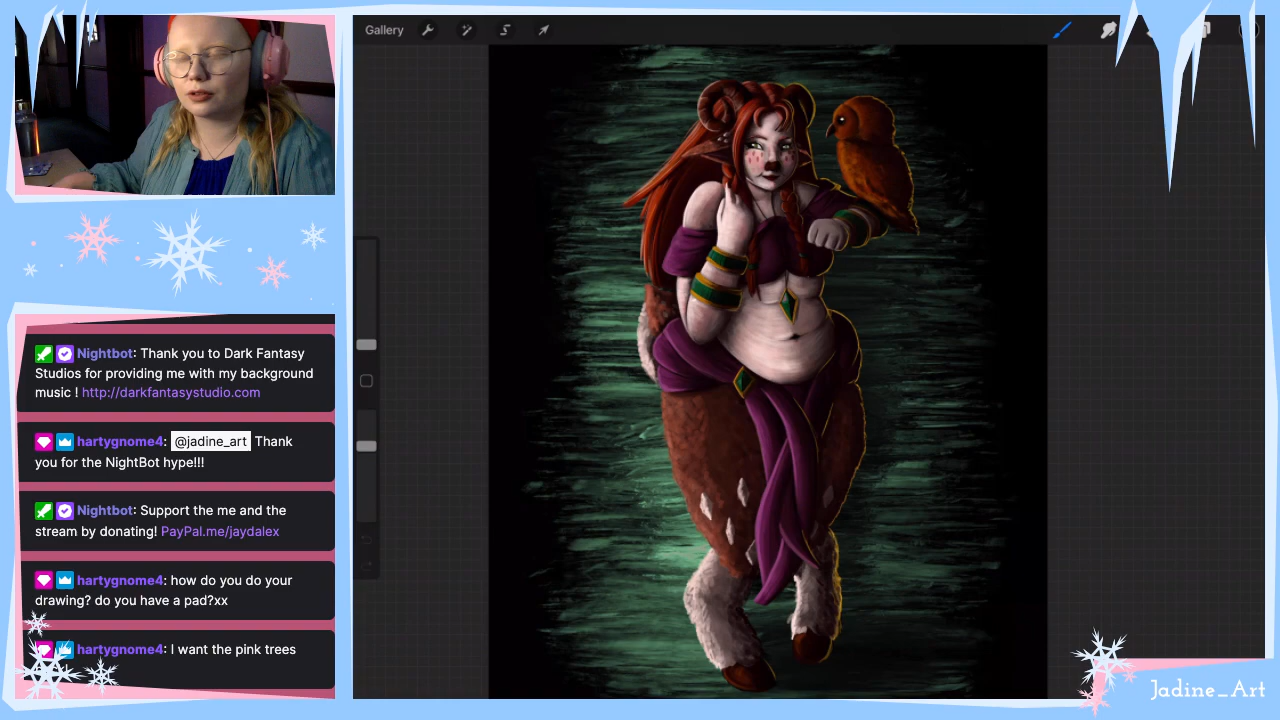 Gallery
Nightbot: Thank you to Dark Fantasy
Studios for providing me with my background
music ! http://darkfantasystudio.com
hartygnome4: @jadine_art Thank
you for the NightBot hype!!!
Nightbot: Support the me and the
stream by donating! PayPal.me/jaydalex
hartygnome4: how do you do your
drawing? do you have a pad?xx
hartygnome4: I want the pink trees
Jadine_Art